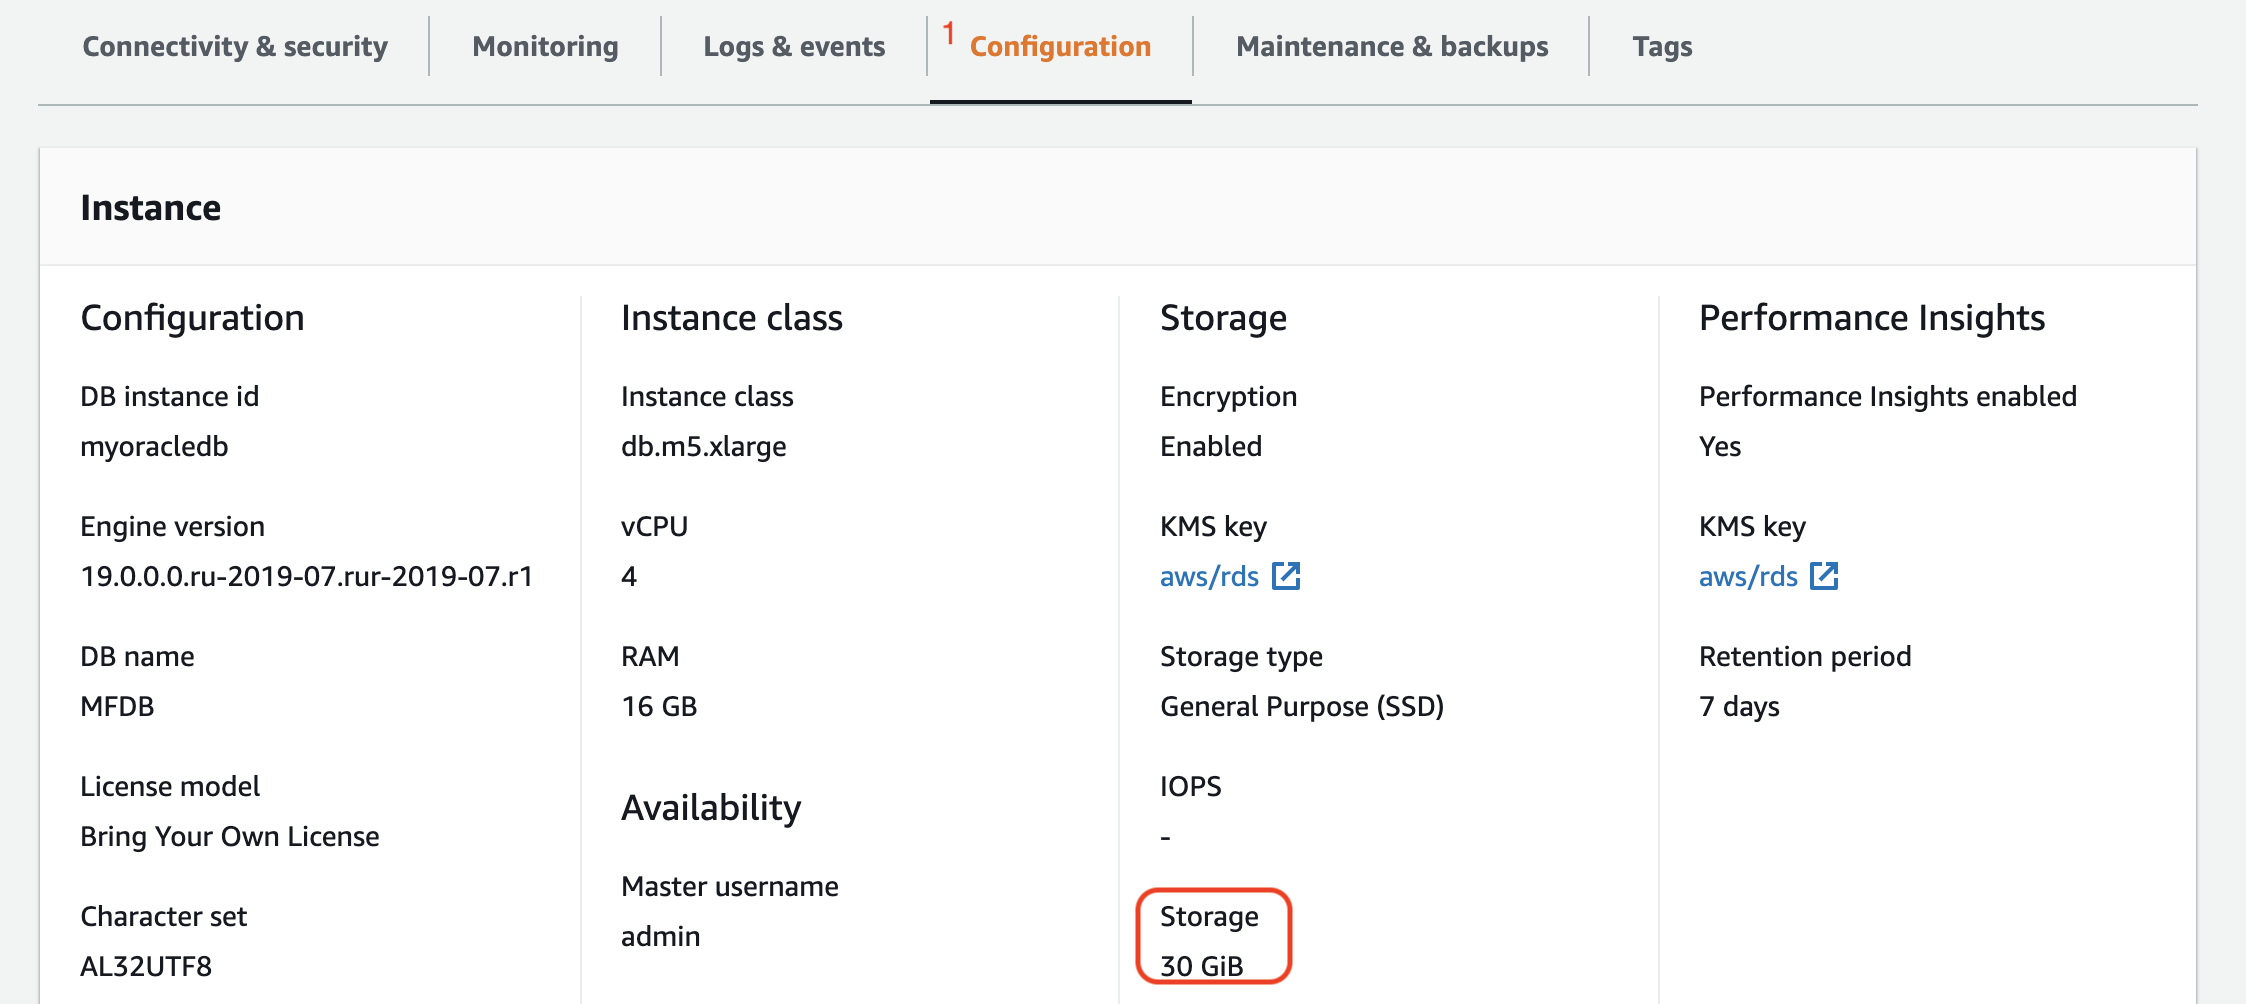 Connectivity & security
Monitoring
Logs & events
1
Configuration
Maintenance & backups
Tags
Instance
Configuration
DB instance id
myoracledb
Engine version
19.0.0.0.ru-2019-07.rur-2019-07.r1
DB name
MFDB
License model
Bring Your Own License
Character set
AL32UTF8
Instance class
Instance class
db.m5.xlarge
vCPU
4
RAM
16 GB
Availability
Master username
admin
Storage
Encryption
Enabled
KMS key
aws/rds
Storage type
General Purpose (SSD)
IOPS
-
Storage
30 GiB
Performance Insights
Performance Insights enabled
Yes
KMS key
aws/rds
Retention period
7 days